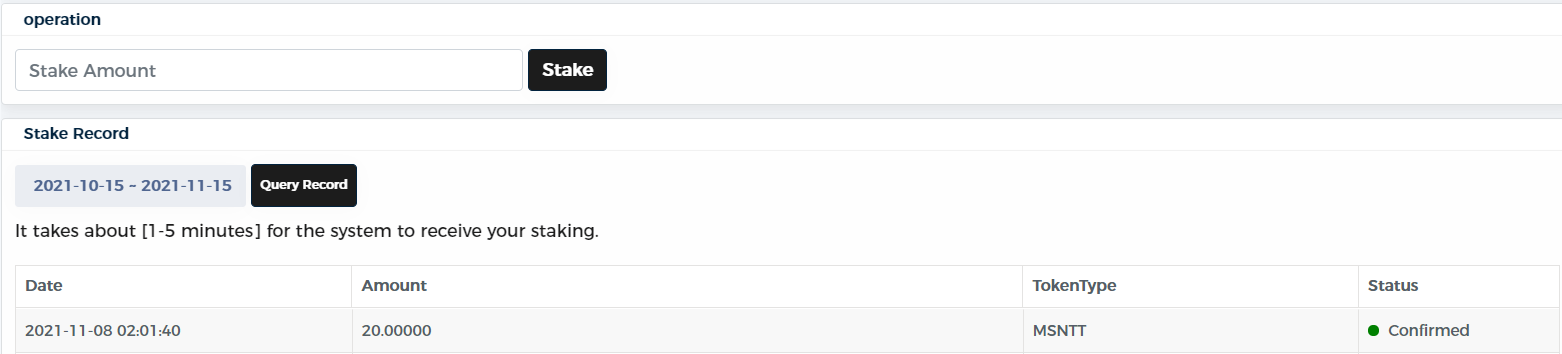 operation
Stake Amount Stake
Stake Record
2021-10-15 ~ 2021-11-15 Query Record
It takes about [1-5 minutes] for the system to receive your staking.
Date Amount TokenType Status
2021-11-08 02:01:40 20.00000 MSNTT Confirmed